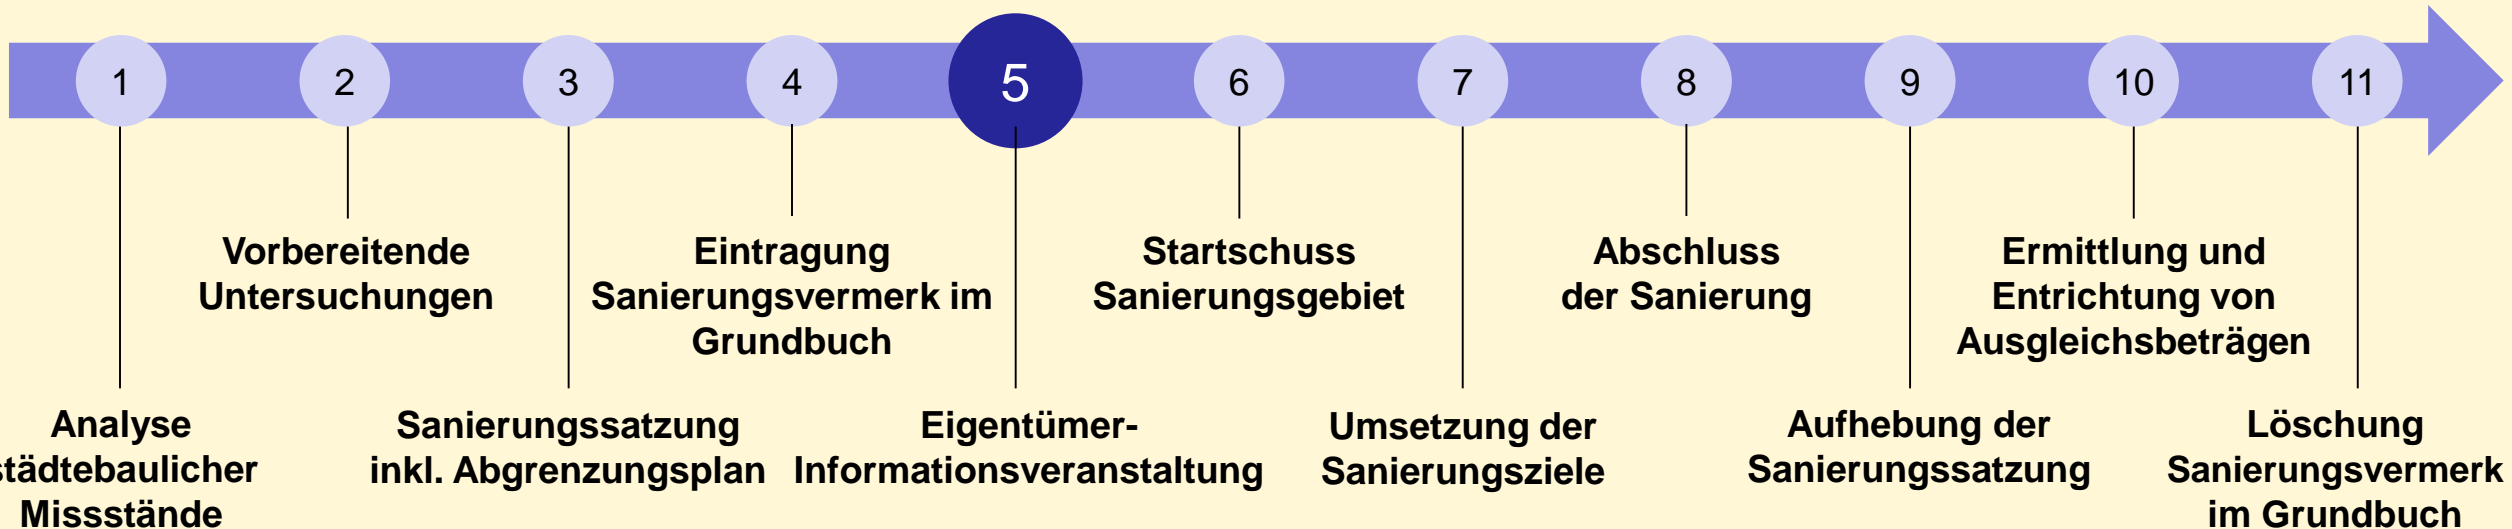 1
2
3
4
5
6
7
8
9
10
11
Vorbereitende
Untersuchungen
Eintragung
Sanierungsvermerk im
Grundbuch
Startschuss
Sanierungsgebiet
Abschluss
der Sanierung
Ermittlung und
Entrichtung von
Ausgleichsbeträgen
Analyse
städtebaulicher
Missstände
Sanierungssatzung
inkl. Abgrenzungsplan
Eigentümer-
Informationsveranstaltung
Umsetzung der
Sanierungsziele
Aufhebung der
Sanierungssatzung
Löschung
Sanierungsvermerk
im Grundbuch